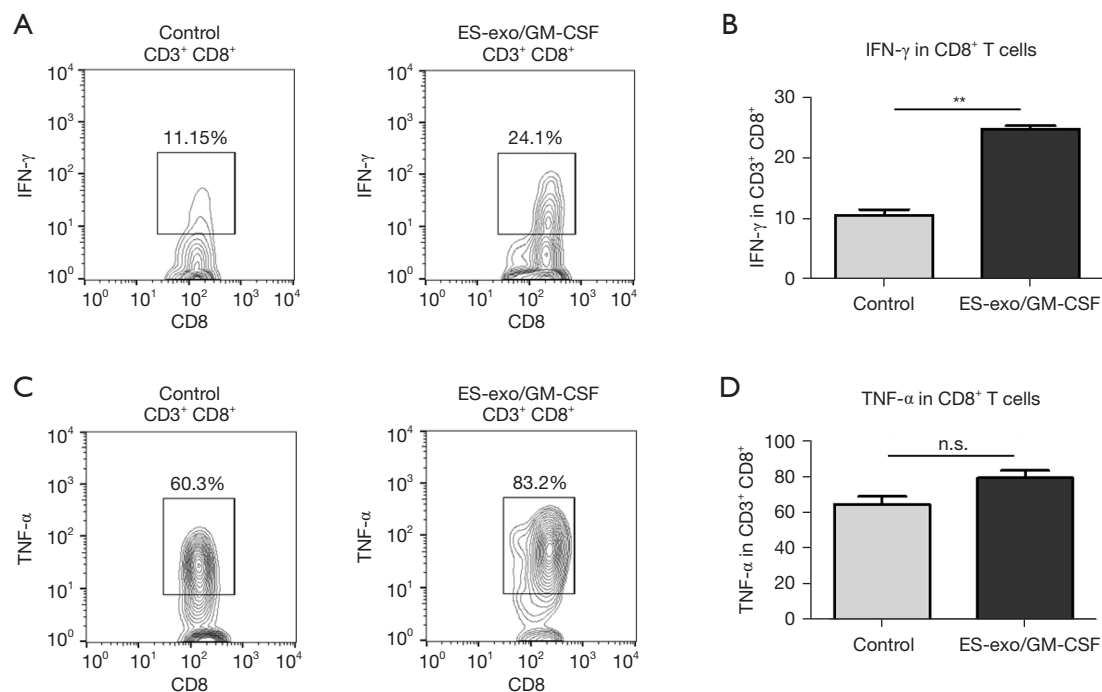 A
Control
CD3⁺ CD8⁺
10⁴
10³
10²
10¹
10⁰
IFN-γ
11.15%
10⁰ 10¹ 10² 10³ 10⁴
CD8
ES-exo/GM-CSF
CD3⁺ CD8⁺
10⁴
10³
10²
10¹
10⁰
IFN-γ
24.1%
10⁰ 10¹ 10² 10³ 10⁴
CD8
B
IFN-γ in CD8⁺ T cells
IFN-γ in CD3⁺ CD8⁺
30
20
10
0
**
Control ES-exo/GM-CSF
C
Control
CD3⁺ CD8⁺
10⁴
10³
10²
10¹
10⁰
TNF-α
60.3%
10⁰ 10¹ 10² 10³ 10⁴
CD8
ES-exo/GM-CSF
CD3⁺ CD8⁺
10⁴
10³
10²
10¹
10⁰
TNF-α
83.2%
10⁰ 10¹ 10² 10³ 10⁴
CD8
D
TNF-α in CD8⁺ T cells
TNF-α in CD3⁺ CD8⁺
100
80
60
40
20
0
n.s.
Control ES-exo/GM-CSF